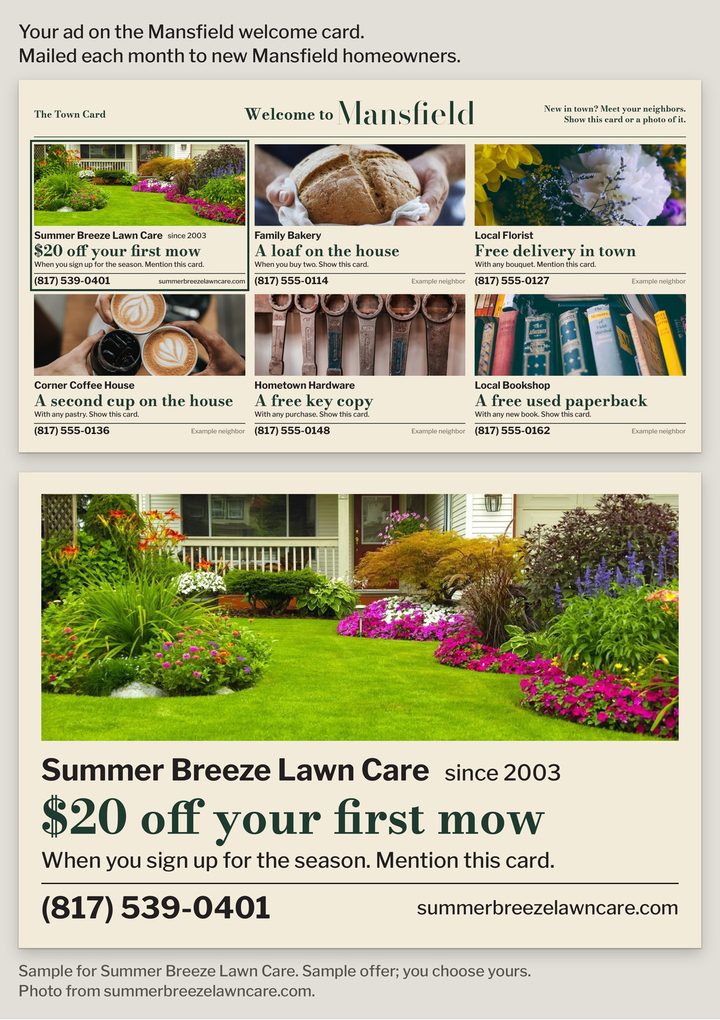 Your ad on the Mansfield welcome card.
Mailed each month to new Mansfield homeowners.
The Town Card
Welcome to Mansfield
New in town? Meet your neighbors.
Show this card or a photo of it.
Summer Breeze Lawn Care since 2003
$20 off your first mow
When you sign up for the season. Mention this card.
(817) 539-0401 summerbreezelawncare.com
Family Bakery
A loaf on the house
When you buy two. Show this card.
(817) 555-0114 Example neighbor
Local Florist
Free delivery in town
With any bouquet. Mention this card.
(817) 555-0127 Example neighbor
Corner Coffee House
A second cup on the house
With any pastry. Show this card.
(817) 555-0136 Example neighbor
Hometown Hardware
A free key copy
With any purchase. Show this card.
(817) 555-0148 Example neighbor
Local Bookshop
A free used paperback
With any new book. Show this card.
(817) 555-0162 Example neighbor
Summer Breeze Lawn Care since 2003
$20 off your first mow
When you sign up for the season. Mention this card.
(817) 539-0401 summerbreezelawncare.com
Sample for Summer Breeze Lawn Care. Sample offer; you choose yours.
Photo from summerbreezelawncare.com.